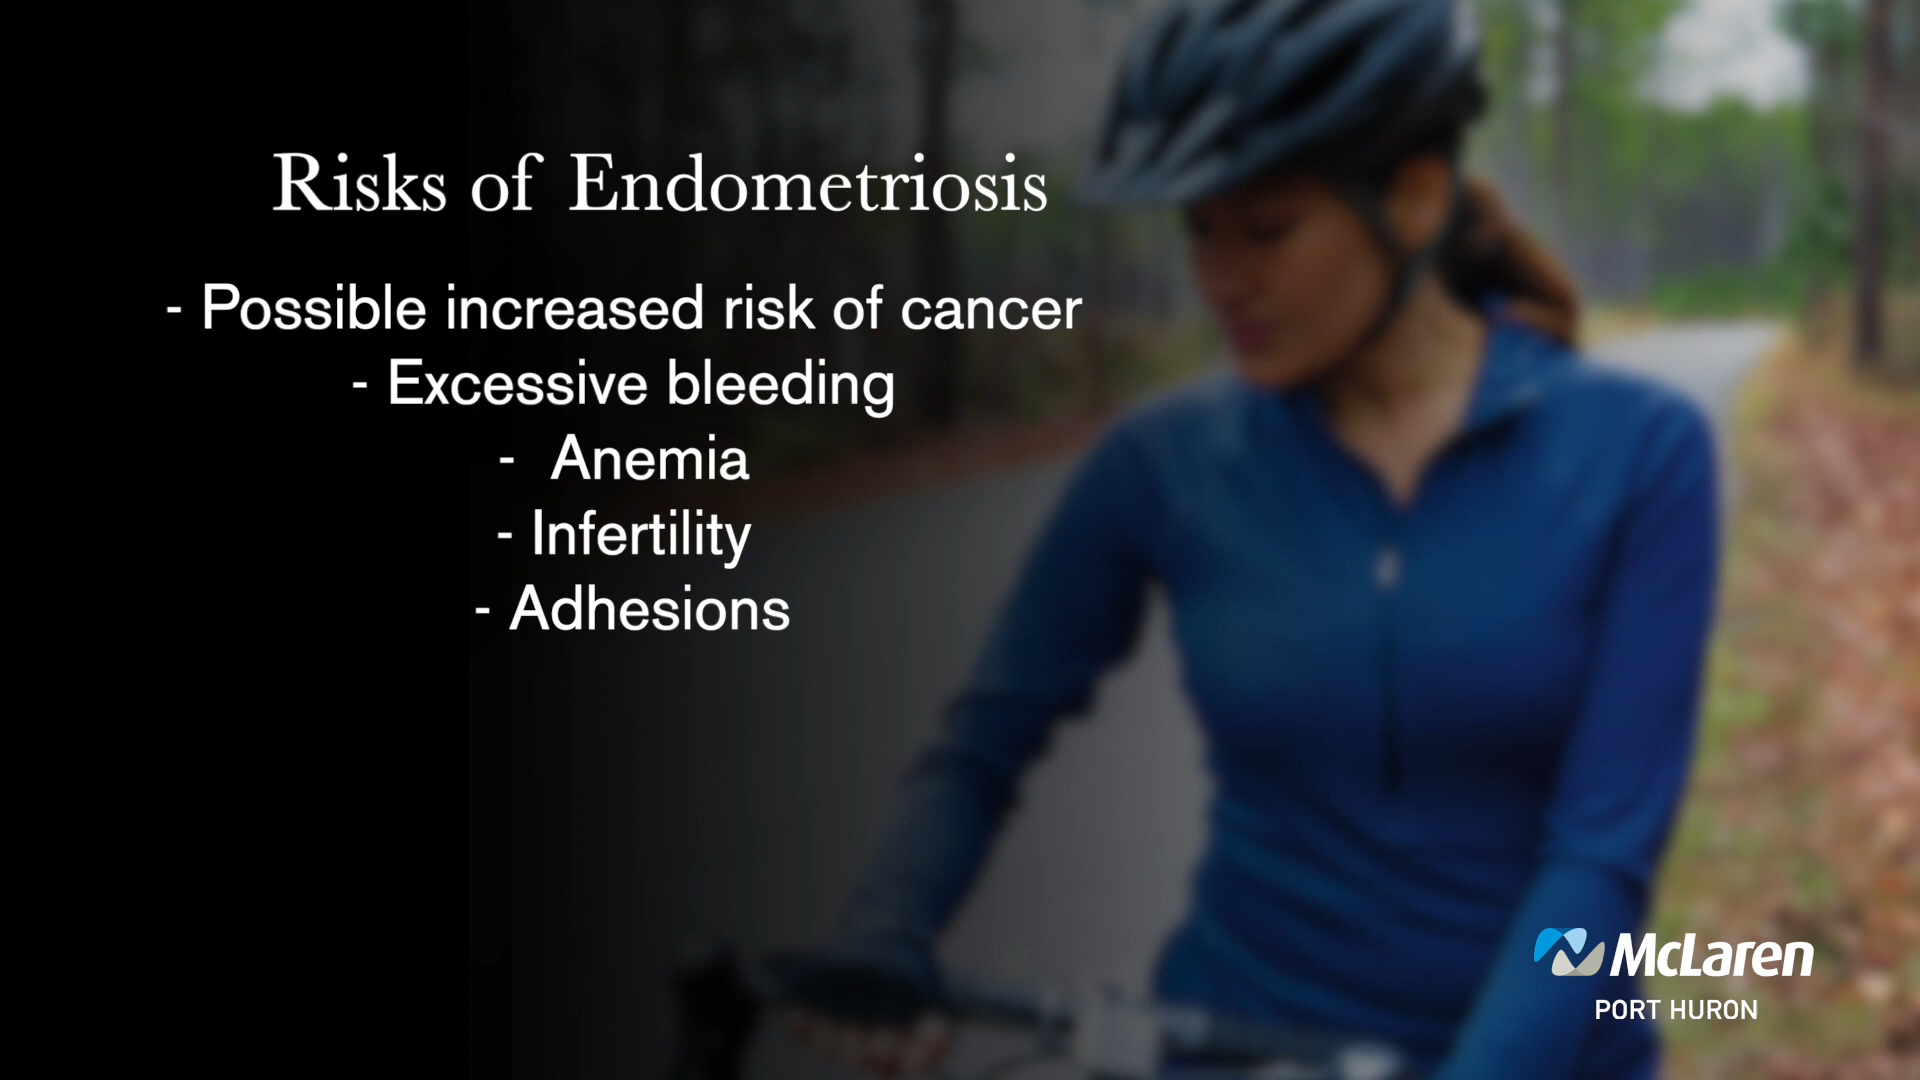 Risks of Endometriosis
- Possible increased risk of cancer
- Excessive bleeding
- Anemia
- Infertility
- Adhesions
McLaren
PORT HURON